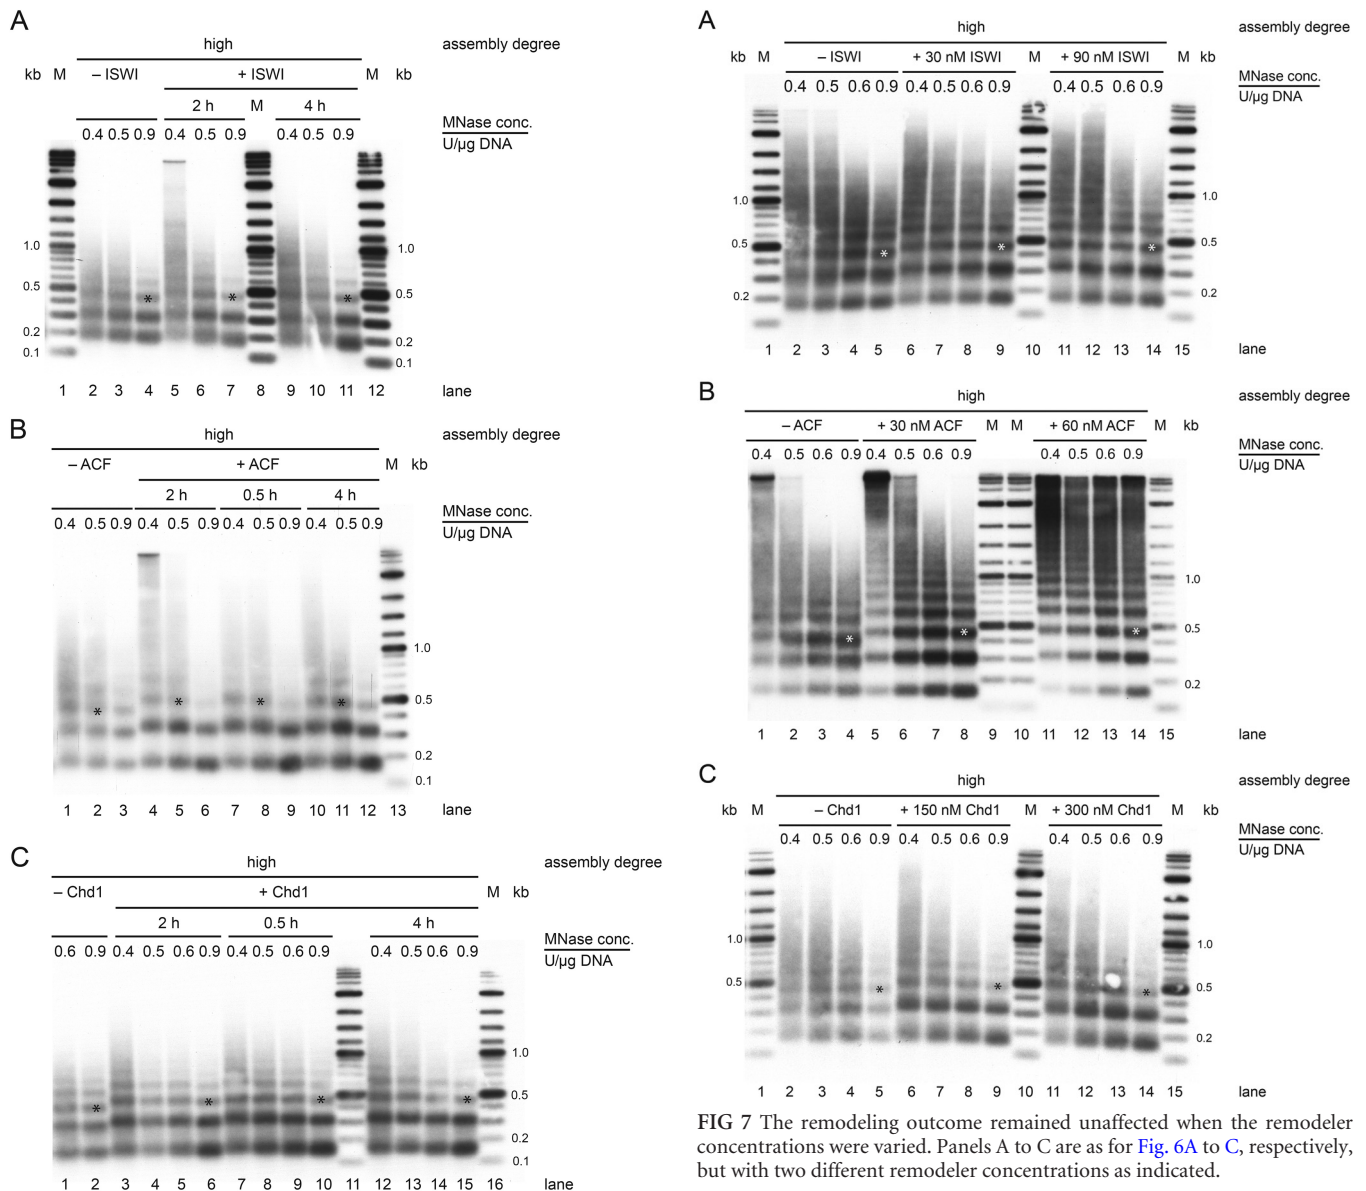 A
high
assembly degree
kb M – ISWI + ISWI M kb
2 h M 4 h
MNase conc.
0.4 0.5 0.9 0.4 0.5 0.9 0.4 0.5 0.9
U/µg DNA
1.0 1.0
0.5 0.5
* * *
0.2 0.2
0.1 0.1
1 2 3 4 5 6 7 8 9 10 11 12 lane
B
high
assembly degree
– ACF + ACF M kb
2 h 0.5 h 4 h
MNase conc.
0.4 0.5 0.9 0.4 0.5 0.9 0.4 0.5 0.9 0.4 0.5 0.9
U/µg DNA
1.0
0.5
* * * *
0.2
0.1
1 2 3 4 5 6 7 8 9 10 11 12 13 lane
C
high
assembly degree
– Chd1 + Chd1 M kb
2 h 0.5 h 4 h
MNase conc.
0.6 0.9 0.4 0.5 0.6 0.9 0.4 0.5 0.6 0.9 0.4 0.5 0.6 0.9
U/µg DNA
1.0
0.5
* * * *
0.2
0.1
1 2 3 4 5 6 7 8 9 10 11 12 13 14 15 16 lane
A
high
assembly degree
kb M – ISWI + 30 nM ISWI M + 90 nM ISWI M kb
MNase conc.
0.4 0.5 0.6 0.9 0.4 0.5 0.6 0.9 0.4 0.5 0.6 0.9
U/µg DNA
1.0 1.0
0.5 0.5
* * *
0.2 0.2
1 2 3 4 5 6 7 8 9 10 11 12 13 14 15 lane
B
high
assembly degree
– ACF + 30 nM ACF M M + 60 nM ACF M kb
MNase conc.
0.4 0.5 0.6 0.9 0.4 0.5 0.6 0.9 0.4 0.5 0.6 0.9
U/µg DNA
1.0
0.5
* * *
0.2
1 2 3 4 5 6 7 8 9 10 11 12 13 14 15 lane
C
high
assembly degree
kb M – Chd1 + 150 nM Chd1 M + 300 nM Chd1 M kb
MNase conc.
0.4 0.5 0.6 0.9 0.4 0.5 0.6 0.9 0.4 0.5 0.6 0.9
U/µg DNA
1.0 1.0
0.5 0.5
* * *
0.2
1 2 3 4 5 6 7 8 9 10 11 12 13 14 15 lane
FIG 7 The remodeling outcome remained unaffected when the remodeler
concentrations were varied. Panels A to C are as for Fig. 6A to C, respectively,
but with two different remodeler concentrations as indicated.